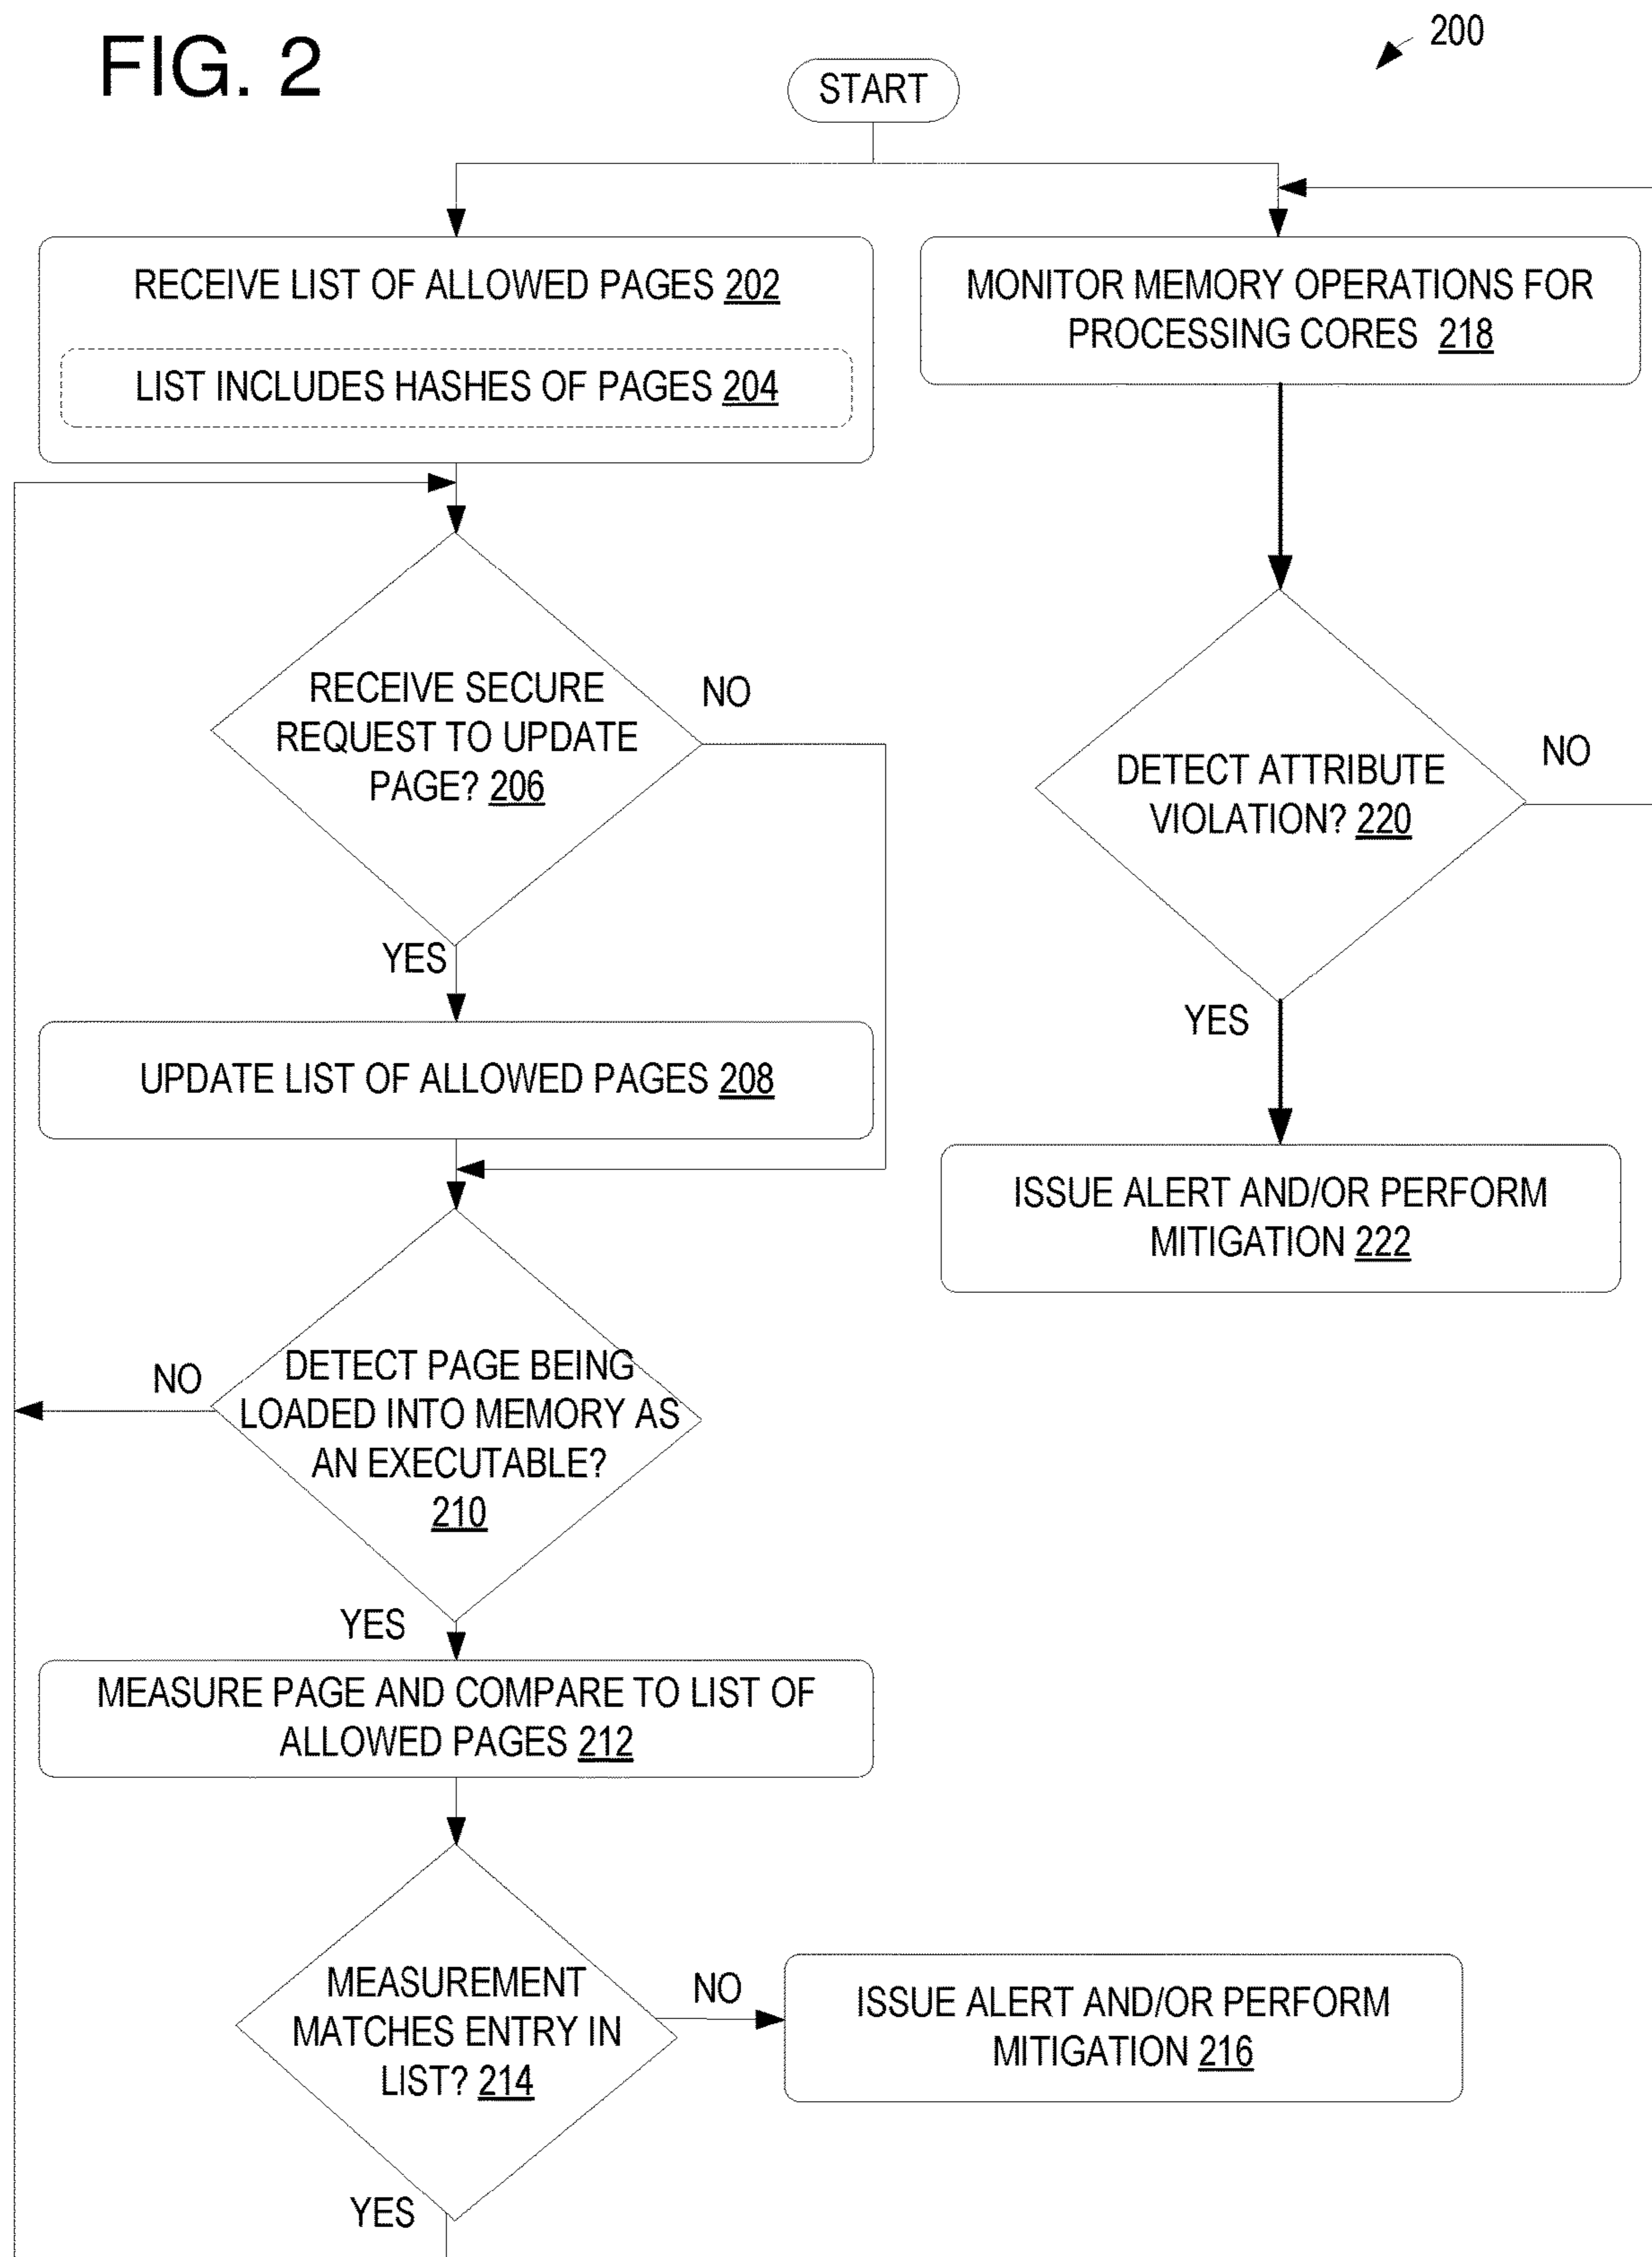 FIG. 2
200
START
RECEIVE LIST OF ALLOWED PAGES 202
LIST INCLUDES HASHES OF PAGES 204
MONITOR MEMORY OPERATIONS FOR
PROCESSING CORES 218
RECEIVE SECURE
REQUEST TO UPDATE
PAGE? 206
NO
YES
DETECT ATTRIBUTE
VIOLATION? 220
NO
YES
UPDATE LIST OF ALLOWED PAGES 208
ISSUE ALERT AND/OR PERFORM
MITIGATION 222
DETECT PAGE BEING
LOADED INTO MEMORY AS
AN EXECUTABLE?
210
NO
YES
MEASURE PAGE AND COMPARE TO LIST OF
ALLOWED PAGES 212
MEASUREMENT
MATCHES ENTRY IN
LIST? 214
NO
YES
ISSUE ALERT AND/OR PERFORM
MITIGATION 216